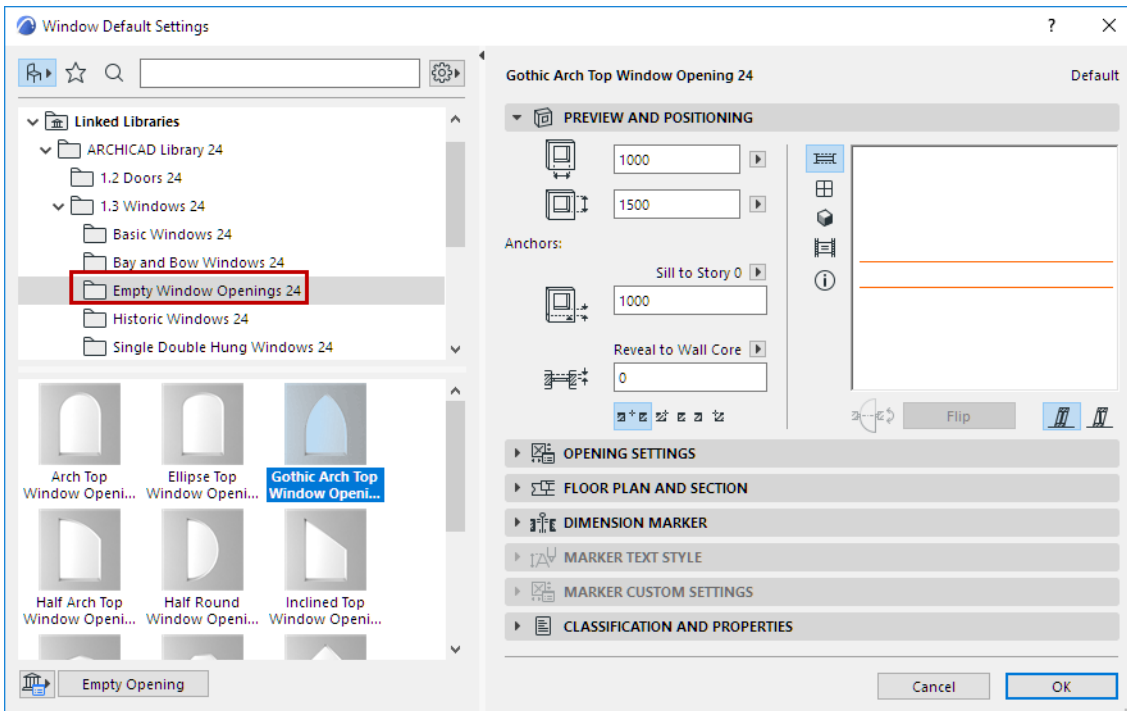 Window Default Settings
?
Linked Libraries
ARCHICAD Library 24
1.2 Doors 24
1.3 Windows 24
Basic Windows 24
Bay and Bow Windows 24
Empty Window Openings 24
Historic Windows 24
Single Double Hung Windows 24
Arch Top
Window Openi...
Ellipse Top
Window Openi...
Gothic Arch Top
Window Openi...
Half Arch Top
Window Openi...
Half Round
Window Openi...
Inclined Top
Window Openi...
Empty Opening
Gothic Arch Top Window Opening 24
Default
PREVIEW AND POSITIONING
1000
1500
Anchors:
Sill to Story 0
1000
Reveal to Wall Core
0
Flip
OPENING SETTINGS
FLOOR PLAN AND SECTION
DIMENSION MARKER
MARKER TEXT STYLE
MARKER CUSTOM SETTINGS
CLASSIFICATION AND PROPERTIES
Cancel
OK